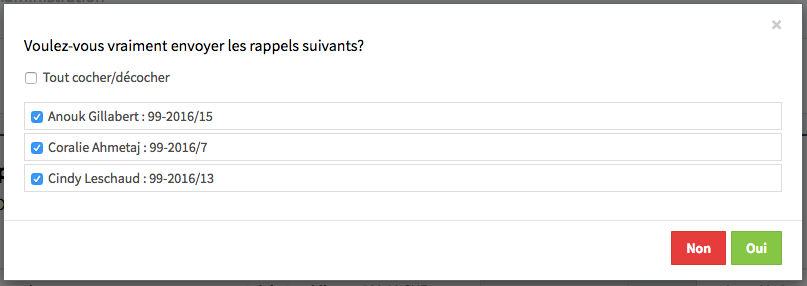 Voulez-vous vraiment envoyer les rappels suivants?
Tout cocher/décocher
Anouk Gillabert : 99-2016/15
Coralie Ahmetaj : 99-2016/7
Cindy Leschaud : 99-2016/13
Non Oui